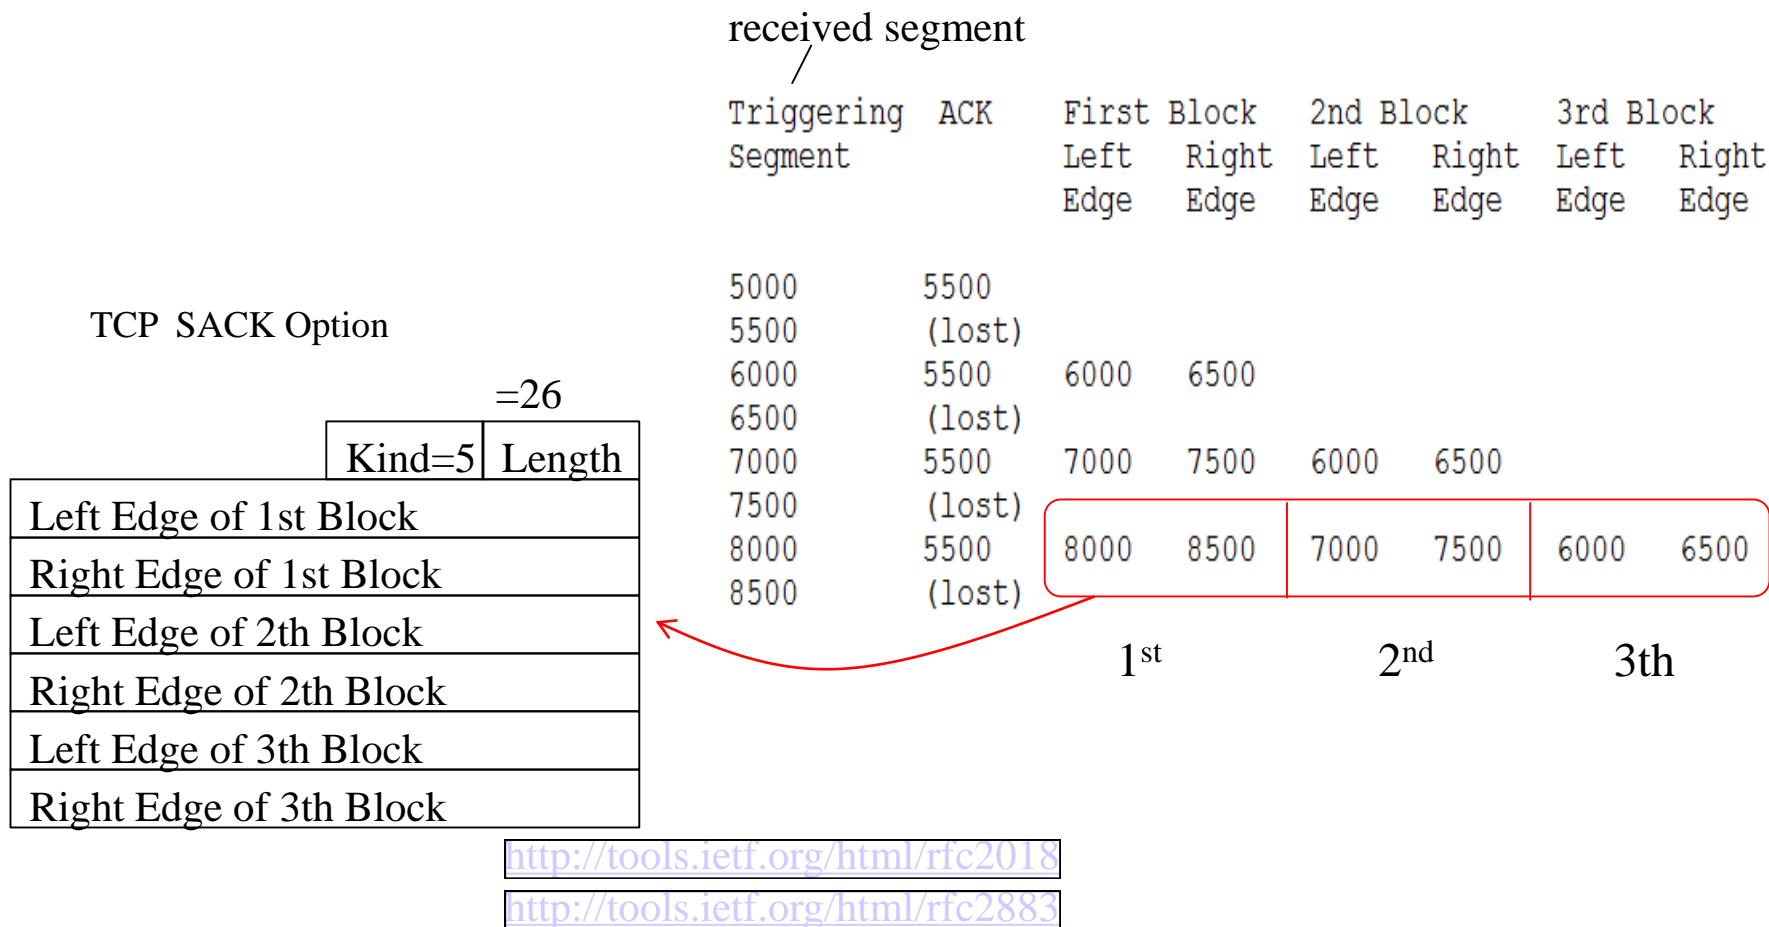 received segment
Triggering ACK First Block 2nd Block 3rd Block
Segment Left Right Left Right Left Right
Edge Edge Edge Edge Edge Edge
5000 5500
5500 (lost)
6000 5500 6000 6500
6500 (lost)
7000 5500 7000 7500 6000 6500
7500 (lost)
8000 5500 8000 8500 7000 7500 6000 6500
8500 (lost)
1st 2nd 3th
TCP SACK Option
=26
Kind=5 Length
Left Edge of 1st Block
Right Edge of 1st Block
Left Edge of 2th Block
Right Edge of 2th Block
Left Edge of 3th Block
Right Edge of 3th Block
http://tools.ietf.org/html/rfc2018
http://tools.ietf.org/html/rfc2883